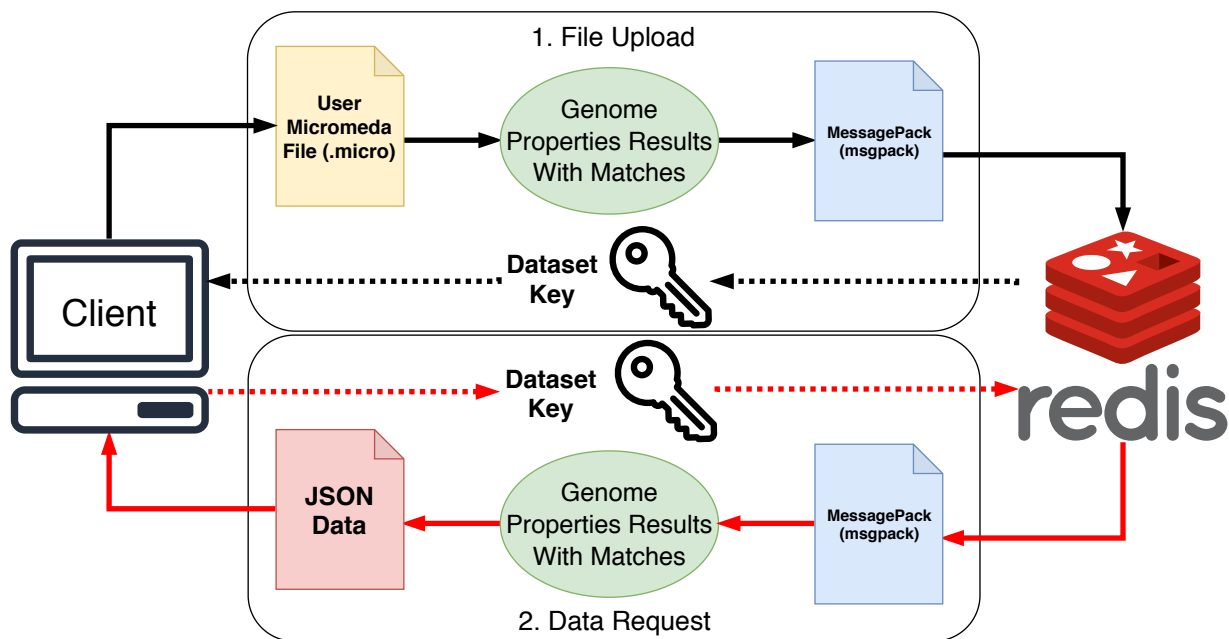 1. File Upload
User
Micromeda
File (.micro)
Genome
Properties Results
With Matches
MessagePack
(msgpack)
Client
Dataset
Key
redis
Dataset
Key
JSON
Data
Genome
Properties Results
With Matches
MessagePack
(msgpack)
2. Data Request